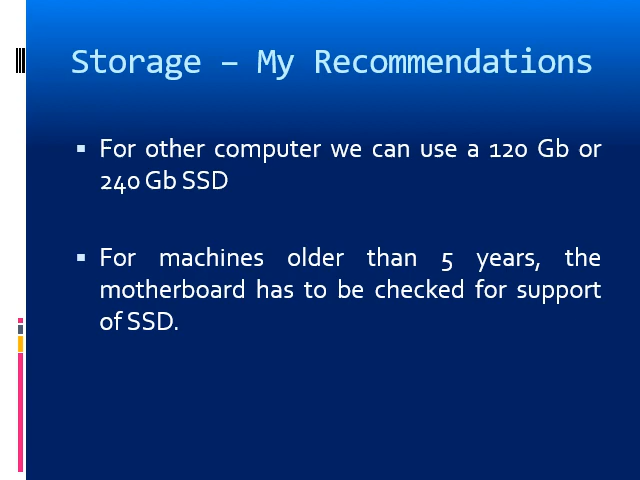 Storage – My Recommendations
For other computer we can use a 120 Gb or
240 Gb SSD
For machines older than 5 years, the
motherboard has to be checked for support
of SSD.